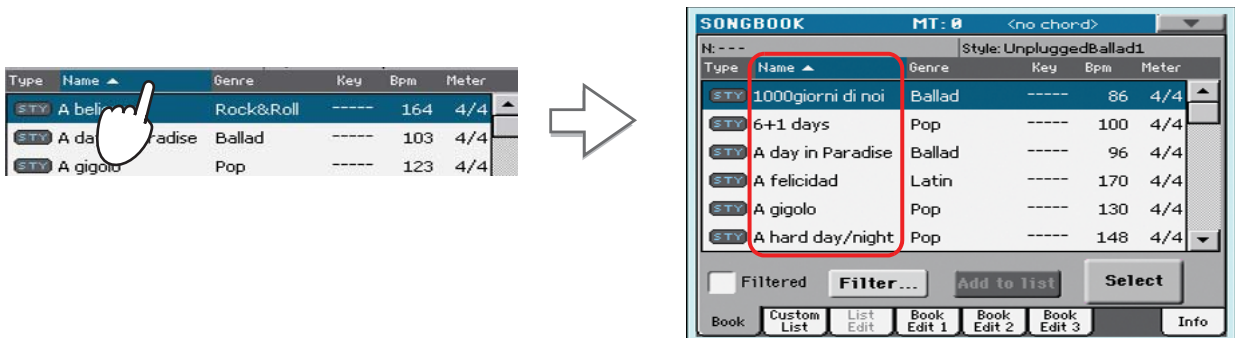 Type Name Genre Key Bpm Meter
STY A belie Rock&Roll ----- 164 4/4
STY A da radise Ballad ----- 103 4/4
STY A gigolo Pop ----- 123 4/4
SONGBOOK MT: 0 <no chord>
N: --- Style: UnpluggedBallad1
Type Name Genre Key Bpm Meter
STY 1000giorni di noi Ballad ----- 86 4/4
STY 6+1 days Pop ----- 100 4/4
STY A day in Paradise Ballad ----- 96 4/4
STY A felicidad Latin ----- 170 4/4
STY A gigolo Pop ----- 130 4/4
STY A hard day/night Pop ----- 148 4/4
Filtered Filter... Add to list Select
Book Custom List List Edit Book Edit 1 Book Edit 2 Book Edit 3 Info